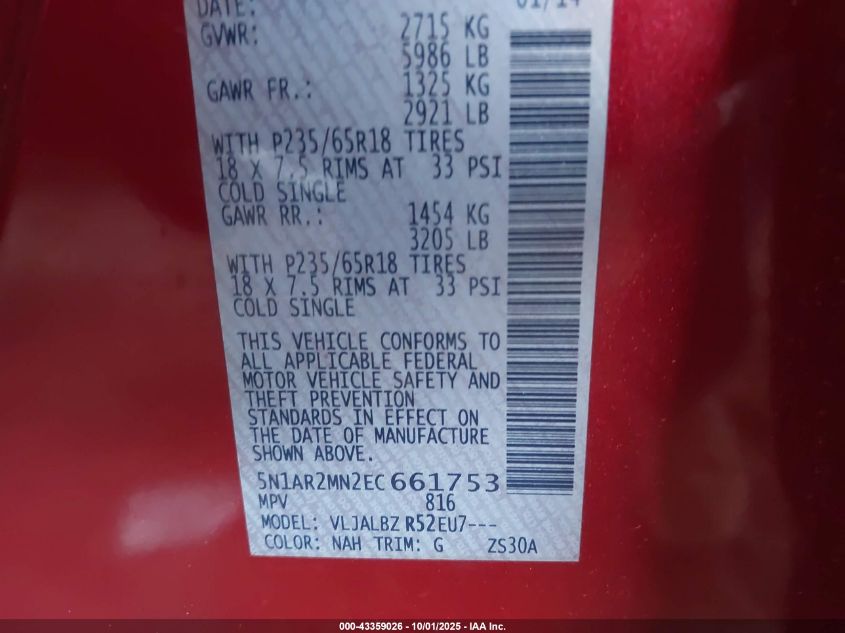 DATE: 01/14
GVWR: 2715 KG
5986 LB
GAWR FR.: 1325 KG
2921 LB
WITH P235/65R18 TIRES
18 X 7.5 RIMS AT 33 PSI
COLD SINGLE
GAWR RR.: 1454 KG
3205 LB
WITH P235/65R18 TIRES
18 X 7.5 RIMS AT 33 PSI
COLD SINGLE
THIS VEHICLE CONFORMS TO
ALL APPLICABLE FEDERAL
MOTOR VEHICLE SAFETY AND
THEFT PREVENTION
STANDARDS IN EFFECT ON
THE DATE OF MANUFACTURE
SHOWN ABOVE.
5N1AR2MN2EC661753
MPV 816
MODEL: VLJALBZ R52EU7---
COLOR: NAH TRIM: G ZS30A
000-43359026 - 10/01/2025 - IAA Inc.